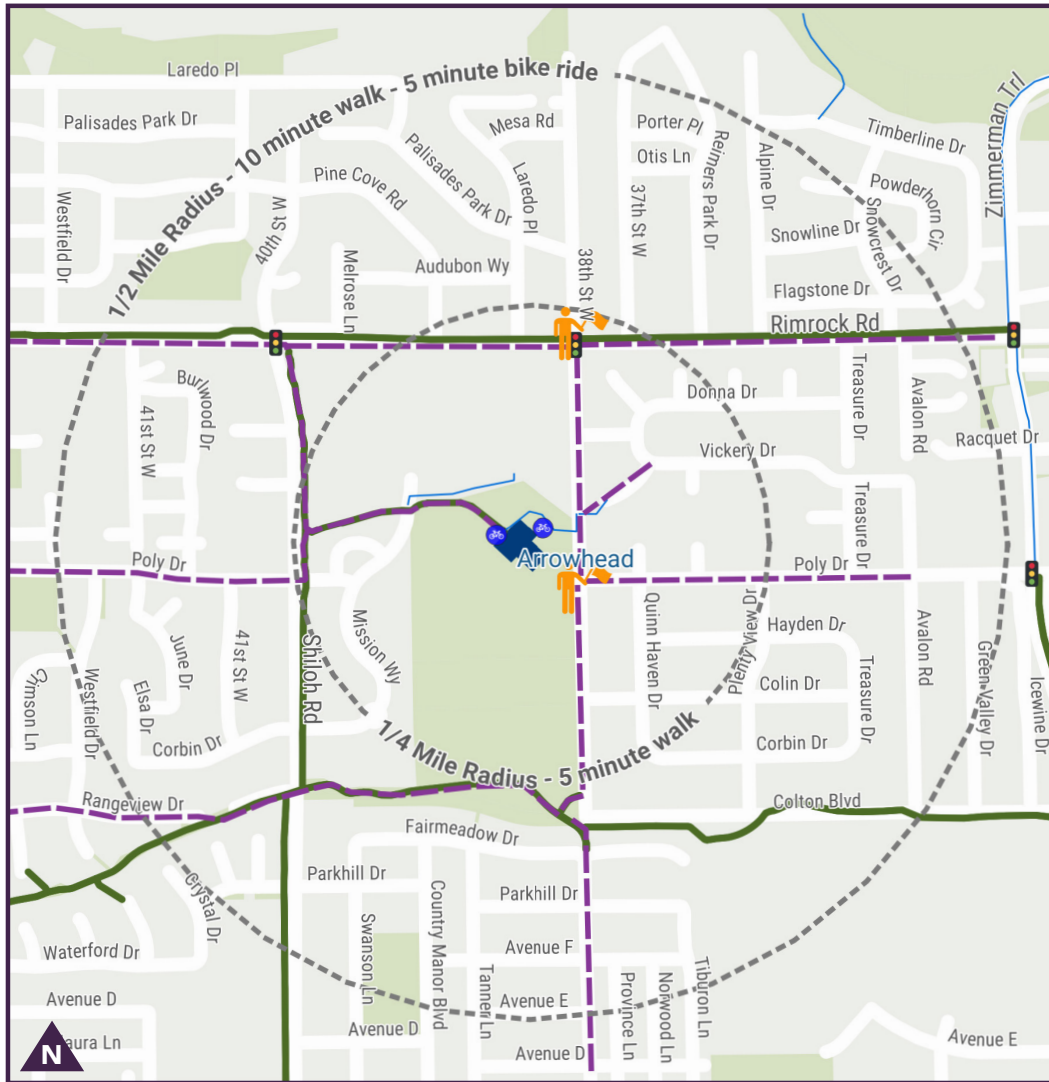 Laredo Pl
1/2 Mile Radius - 10 minute walk - 5 minute bike ride
Zimmerman Trl
Palisades Park Dr
Mesa Rd
Porter Pl
Timberline Dr
Otis Ln
Reimers Park Dr
Alpine Dr
Palisades Park Dr
Laredo Pl
Pine Cove Rd
37th St W
Powderhorn Cir
Westfield Dr
40th St W
Snowline Dr
Snowcrest Dr
Melrose Ln
Audubon Wy
38th St W
Flagstone Dr
Rimrock Rd
Burlwood Dr
41st St W
Donna Dr
Treasure Dr
Avalon Rd
Racquet Dr
Vickery Dr
Treasure Dr
Arrowhead
Poly Dr
Poly Dr
Mission Wy
Quinn Haven Dr
Plenty View Dr
Hayden Dr
June Dr
41st St W
Shiloh Rd
Avalon Rd
Green Valley Dr
Icewine Dr
Crimson Ln
Westfield Dr
Elsa Dr
Colin Dr
Treasure Dr
Corbin Dr
Corbin Dr
1/4 Mile Radius - 5 minute walk
Rangeview Dr
Colton Blvd
Fairmeadow Dr
Crystal Dr
Parkhill Dr
Parkhill Dr
Swanson Ln
Country Manor Blvd
Waterford Dr
Avenue F
Tanner Ln
Tiburon Ln
Avenue D
Avenue E
Province Ln
Norwood Ln
Avenue D
Avenue E
aura Ln
Avenue D
N